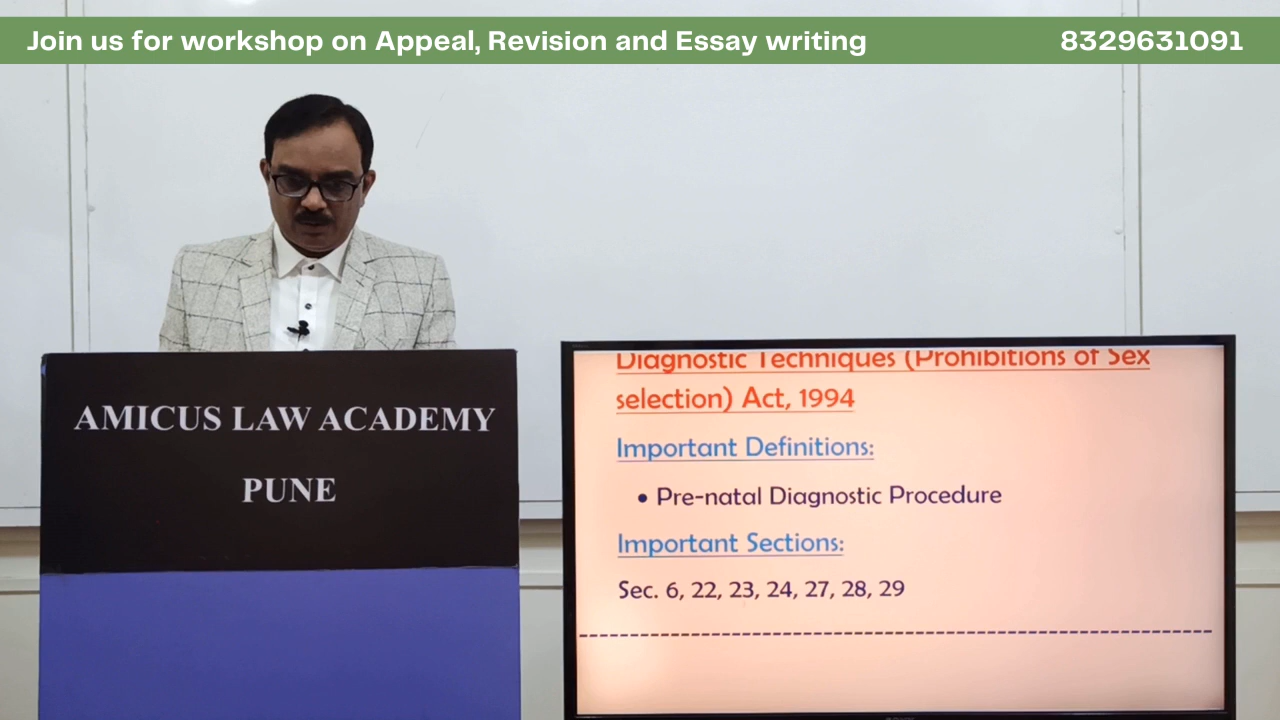 Join us for workshop on Appeal, Revision and Essay writing
8329631091
AMICUS LAW ACADEMY
PUNE
Diagnostic Techniques (Prohibitions of Sex
selection) Act, 1994
Important Definitions:
• Pre-natal Diagnostic Procedure
Important Sections:
Sec. 6, 22, 23, 24, 27, 28, 29